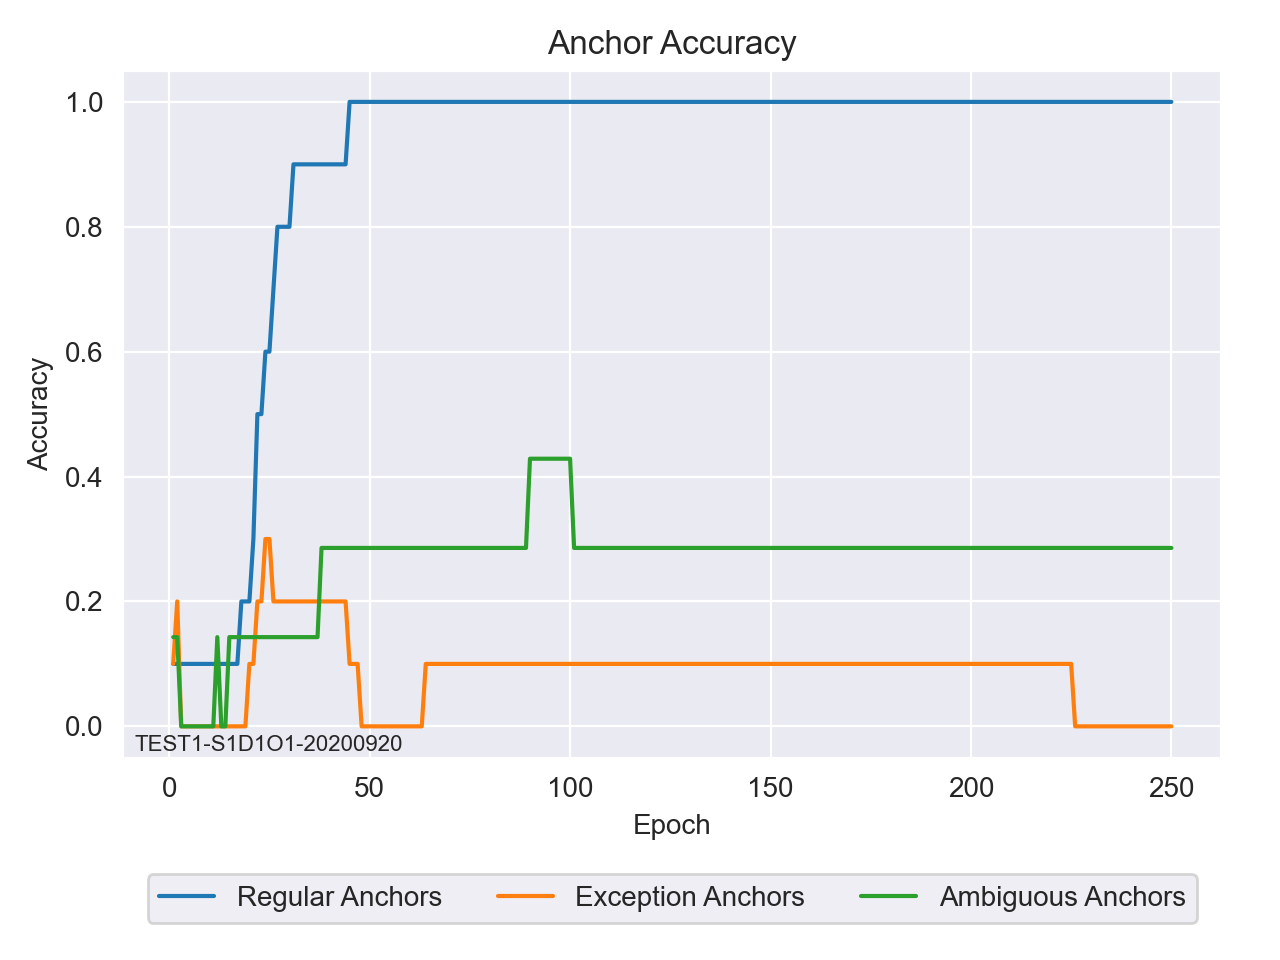 Anchor Accuracy
1.0
0.8
0.6
0.4
0.2
0.0
Accuracy
TEST1-S1D1O1-20200920
0 50 100 150 200 250
Epoch
Regular Anchors Exception Anchors Ambiguous Anchors